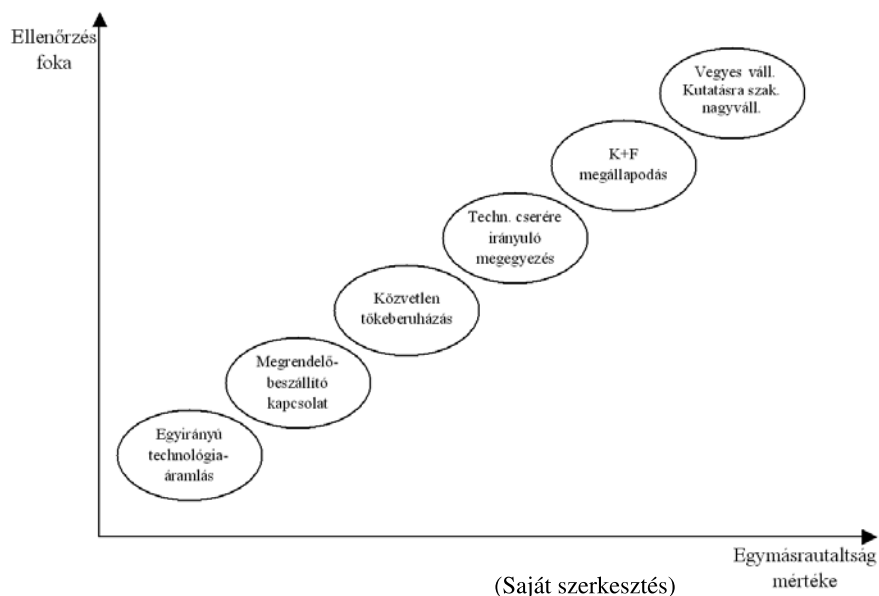 Ellenőrzés
foka
Vegyes váll.
Kutatásra szak.
nagyváll.
K+F
megállapodás
Techn. cserére
irányuló
megegyezés
Közvetlen
tőkeberuházás
Megrendelő-
beszállító
kapcsolat
Egyirányú
technológia-
áramlás
Egymásrautaltság
mértéke
(Saját szerkesztés)